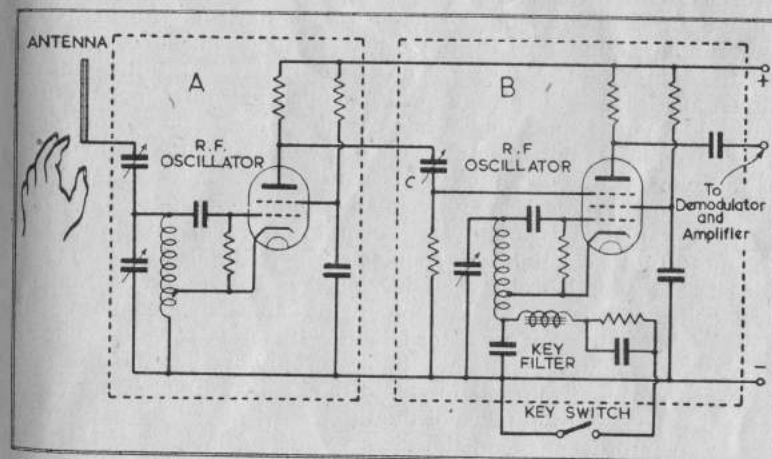 ANTENNA
A
R.F.
OSCILLATOR
B
R.F
OSCILLATOR
C
+
To
Demodulator
and
Amplifier
KEY
FILTER
KEY SWITCH
-